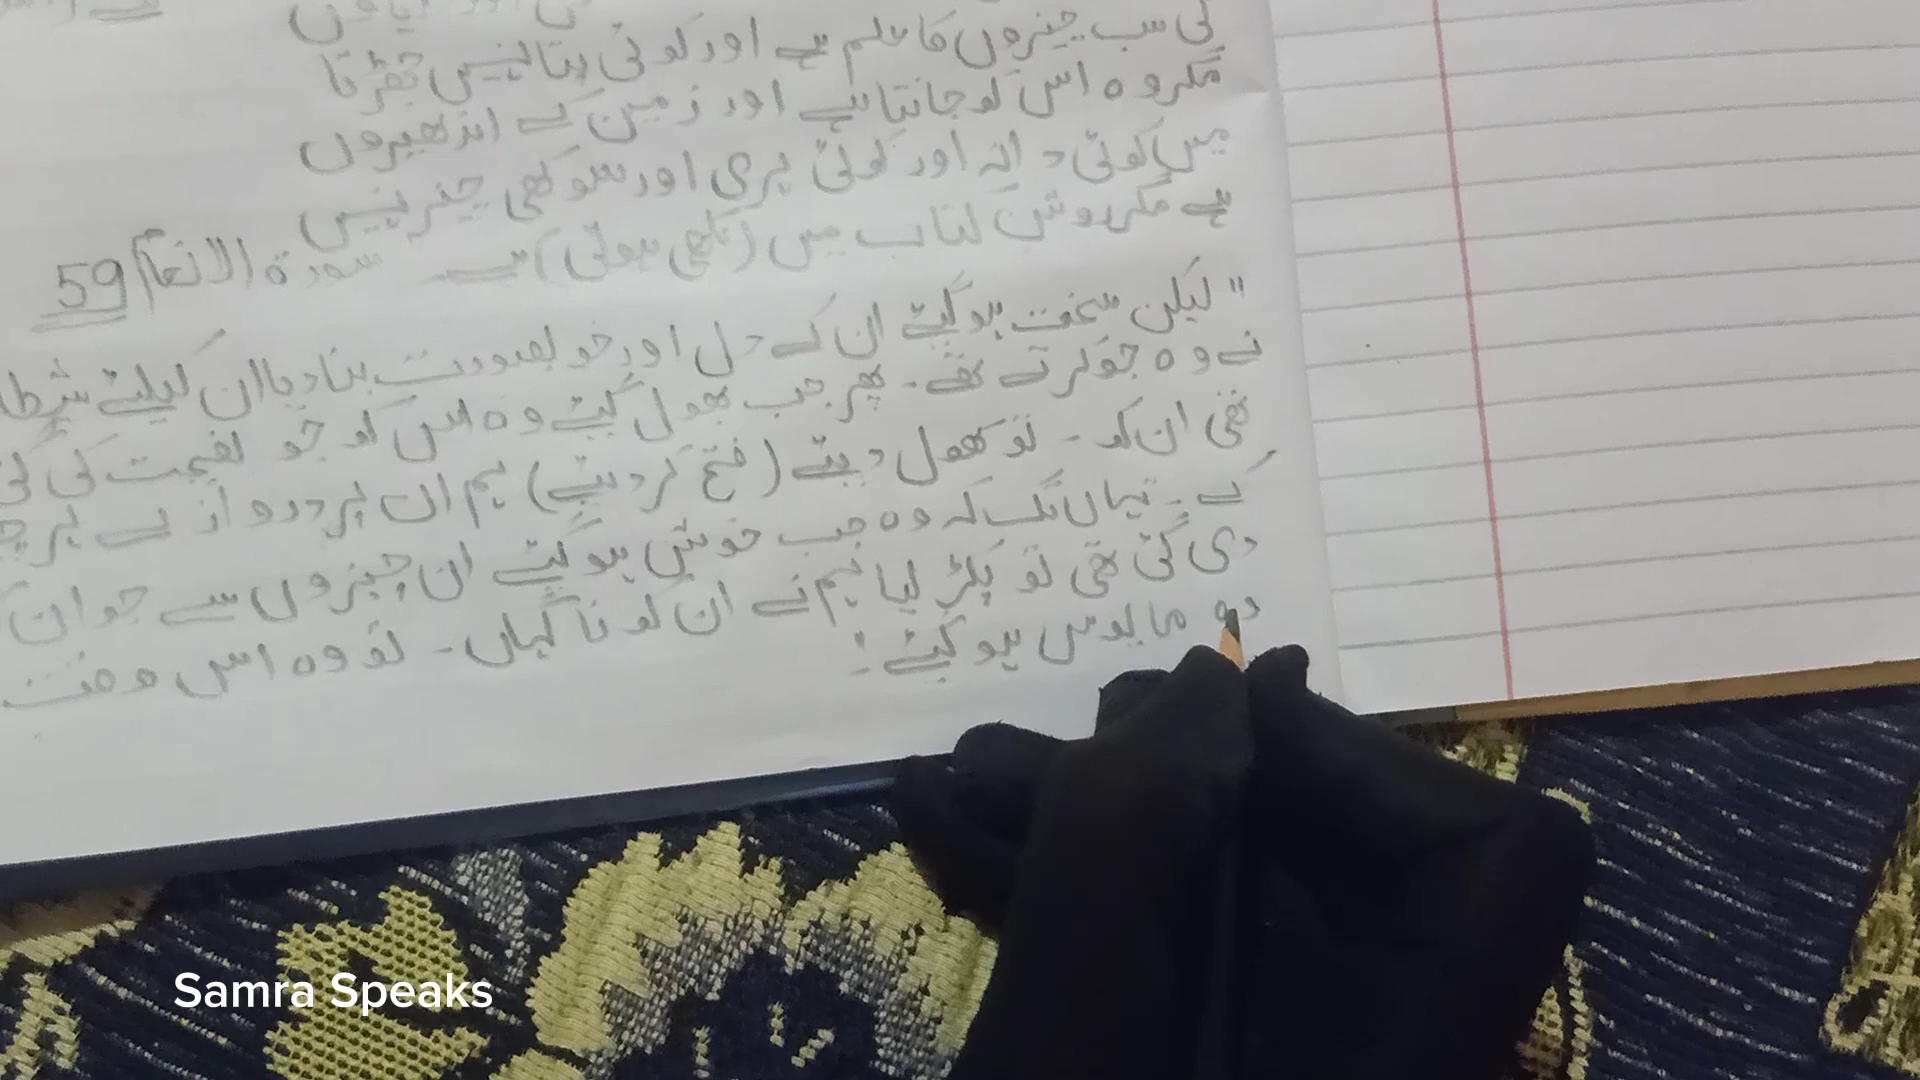 کی سب چیزوں کا علم ہے اور کوئی پتا نہیں جھڑتا
مگر وہ اس کو جانتا ہے اور زمین کے اندھیروں
میں کوئی دانہ اور کوئی ہری اور سوکھی چیز نہیں
ہے مگر روشن کتاب میں (لکھی ہوئی) ہے سورۃ الانعام 59
"لیکن سخت ہو گئے ان کے دل اور خوبصورت بنا دیا ان کیلئے شیطا
نے وہ جو کرتے تھے۔ پھر جب بھول گئے وہ اس کو جو نصیحت کی گئی
تھی ان کو۔ تو کھول دیئے (فتح کر دیئے) ہم ان پر دروازے ہر
کے۔ یہاں تک کہ وہ جب خوش ہو گئے ان چیزوں سے جو ان
دی گئی تھی تو پکڑ لیا ہم نے ان کو ناگہاں۔ تو وہ اس وقت
مایوس ہو گئے
Samra Speaks